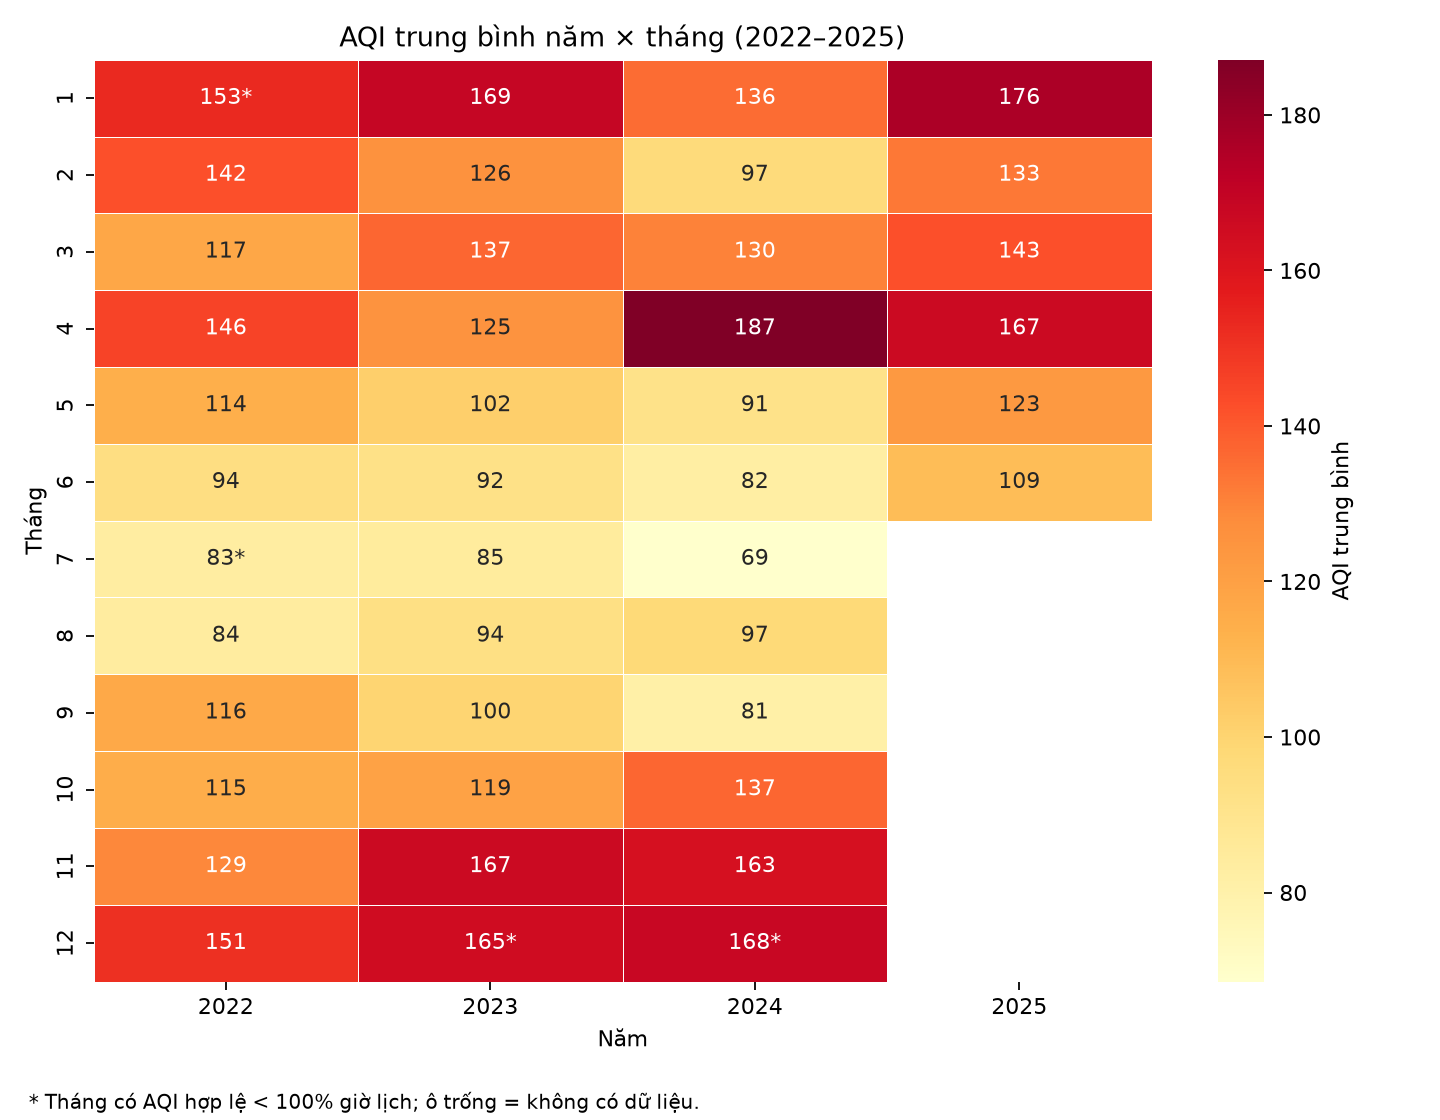 AQI trung bình năm × tháng (2022–2025)
1 153* 169 136 176
2 142 126 97 133
3 117 137 130 143
4 146 125 187 167
5 114 102 91 123
6 94 92 82 109
7 83* 85 69
8 84 94 97
9 116 100 81
10 115 119 137
11 129 167 163
12 151 165* 168*
Tháng
2022 2023 2024 2025
Năm
180
160
140
120
100
80
AQI trung bình
* Tháng có AQI hợp lệ < 100% giờ lịch; ô trống = không có dữ liệu.